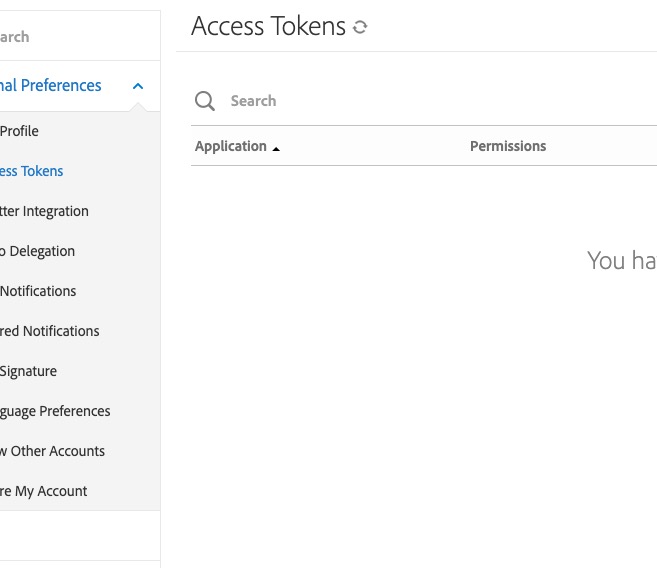 arch
Access Tokens
nal Preferences
Profile
ess Tokens
tter Integration
o Delegation
Notifications
red Notifications
Signature
guage Preferences
w Other Accounts
re My Account
Search
Application
Permissions
You ha